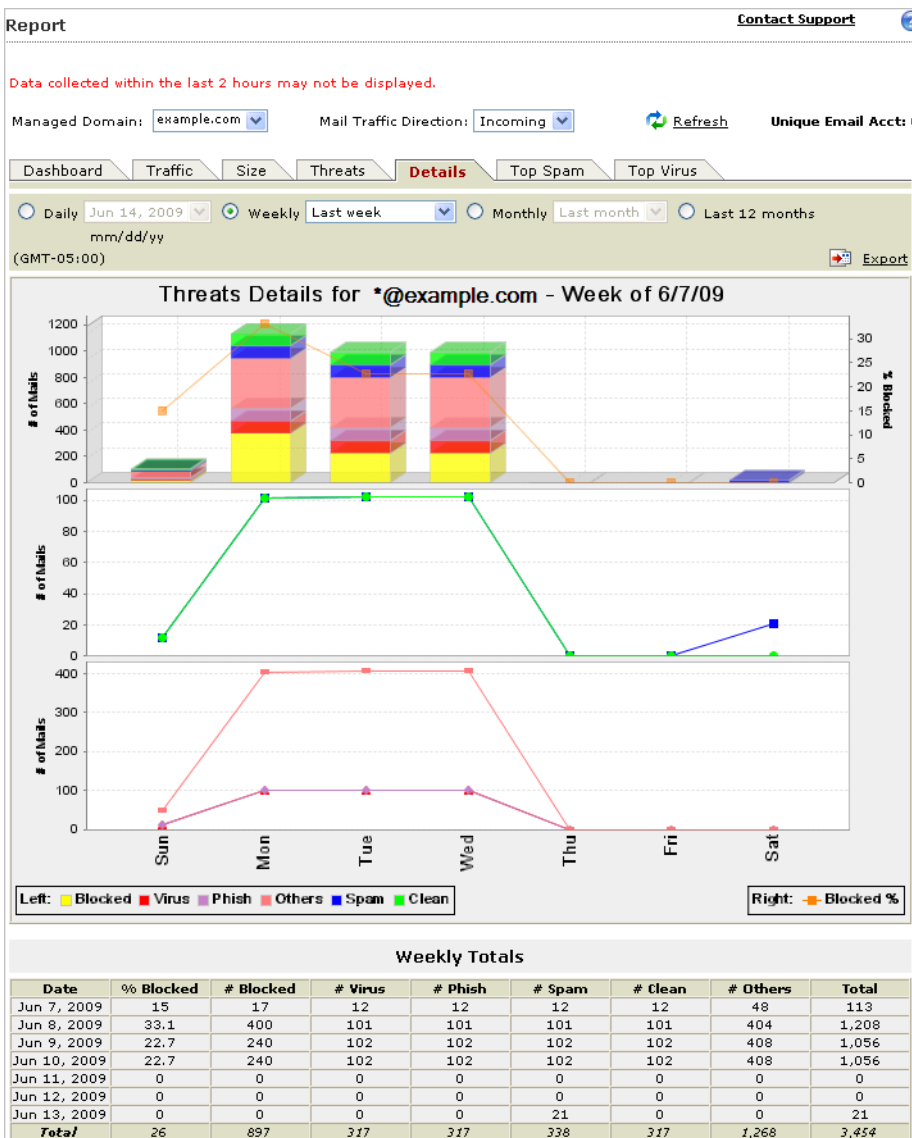 Report
Contact Support
Data collected within the last 2 hours may not be displayed.
Managed Domain: example.com Mail Traffic Direction: Incoming Refresh Unique Email Acct:
Dashboard Traffic Size Threats Details Top Spam Top Virus
Daily Jun 14, 2009 Weekly Last week Monthly Last month Last 12 months
mm/dd/yy
(GMT-05:00) Export
Threats Details for *@example.com - Week of 6/7/09
# of Mails
1200
1000
800
600
400
200
0
30
25
20
15
10
5
0
% Blocked
# of Mails
100
80
60
40
20
0
# of Mails
400
300
200
100
0
Sun Mon Tue Wed Thu Fri Sat
Left: Blocked Virus Phish Others Spam Clean
Right: Blocked %
Weekly Totals
Date % Blocked # Blocked # Virus # Phish # Spam # Clean # Others Total
Jun 7, 2009 15 17 12 12 12 12 48 113
Jun 8, 2009 33.1 400 101 101 101 101 404 1,208
Jun 9, 2009 22.7 240 102 102 102 102 408 1,056
Jun 10, 2009 22.7 240 102 102 102 102 408 1,056
Jun 11, 2009 0 0 0 0 0 0 0 0
Jun 12, 2009 0 0 0 0 0 0 0 0
Jun 13, 2009 0 0 0 0 21 0 0 21
Total 26 897 317 317 338 317 1,268 3,454